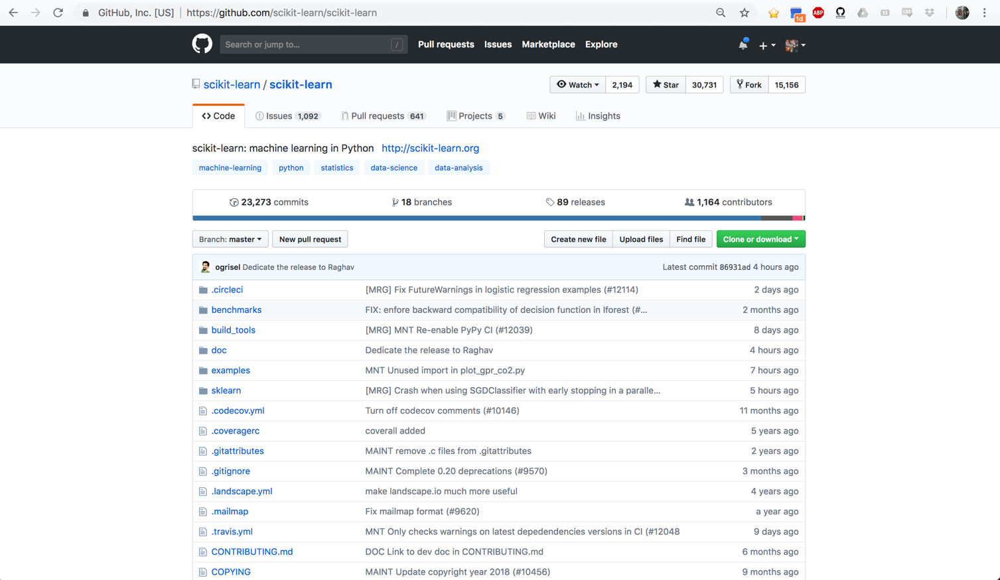 GitHub, Inc. [US] | https://github.com/scikit-learn/scikit-learn
1d ABP CSS
Search or jump to... / Pull requests Issues Marketplace Explore
scikit-learn / scikit-learn Watch 2,194 Star 30,731 Fork 15,156
Code Issues 1,092 Pull requests 641 Projects 5 Wiki Insights
scikit-learn: machine learning in Python http://scikit-learn.org
machine-learning python statistics data-science data-analysis
23,273 commits 18 branches 89 releases 1,164 contributors
Branch: master New pull request Create new file Upload files Find file Clone or download
ogrisel Dedicate the release to Raghav Latest commit 86931ad 4 hours ago
.circleci [MRG] Fix FutureWarnings in logistic regression examples (#12114) 2 days ago
benchmarks FIX: enfore backward compatibility of decision function in Iforest (#... 2 months ago
build_tools [MRG] MNT Re-enable PyPy CI (#12039) 8 days ago
doc Dedicate the release to Raghav 4 hours ago
examples MNT Unused import in plot_gpr_co2.py 7 hours ago
sklearn [MRG] Crash when using SGDClassifier with early stopping in a paralle... 5 hours ago
.codecov.yml Turn off codecov comments (#10146) 11 months ago
.coveragerc coverall added 5 years ago
.gitattributes MAINT remove .c files from .gitattributes 2 years ago
.gitignore MAINT Complete 0.20 deprecations (#9570) 3 months ago
.landscape.yml make landscape.io much more useful 4 years ago
.mailmap Fix mailmap format (#9620) a year ago
.travis.yml MNT Only checks warnings on latest depedendencies versions in CI (#12048 9 days ago
CONTRIBUTING.md DOC Link to dev doc in CONTRIBUTING.md 6 months ago
COPYING MAINT Update copyright year 2018 (#10456) 9 months ago